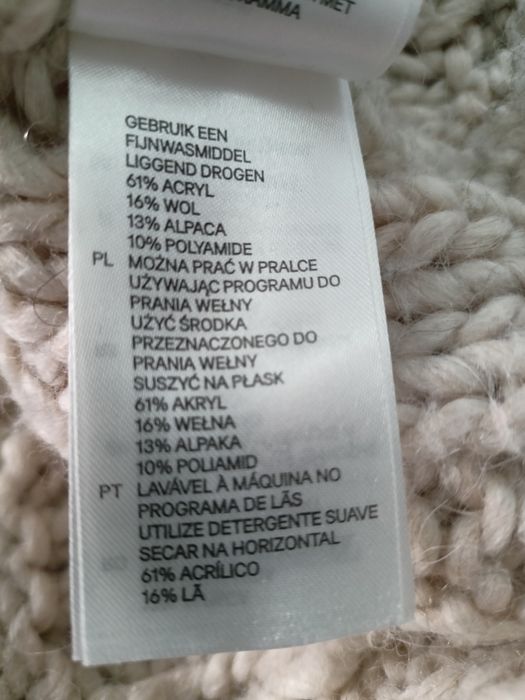 MET
GEBRUIK EEN
FIJNWASMIDDEL
LIGGEND DROGEN
61% ACRYL
16% WOL
13% ALPACA
10% POLYAMIDE
PL MOŻNA PRAĆ W PRALCE
UŻYWAJĄC PROGRAMU DO
PRANIA WEŁNY
UŻYĆ ŚRODKA
PRZEZNACZONEGO DO
PRANIA WEŁNY
SUSZYĆ NA PŁASK
61% AKRYL
16% WEŁNA
13% ALPAKA
10% POLIAMID
PT LAVÁVEL À MÁQUINA NO
PROGRAMA DE LÃS
UTILIZE DETERGENTE SUAVE
SECAR NA HORIZONTAL
61% ACRÍLICO
16% LÃ